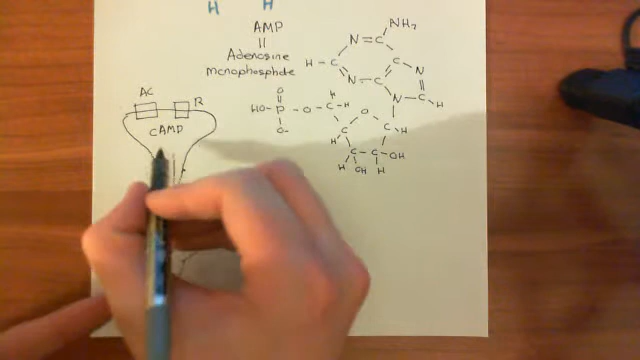 H H
AMP
||
Adenosine
monophosphate
AC
R
cAMP
NH₂
N=C
H-C C N
N-C
N-C-H
O
HO-P-O-C-H
H
O-
O
C C-H
H
C-C-OH
H OH H